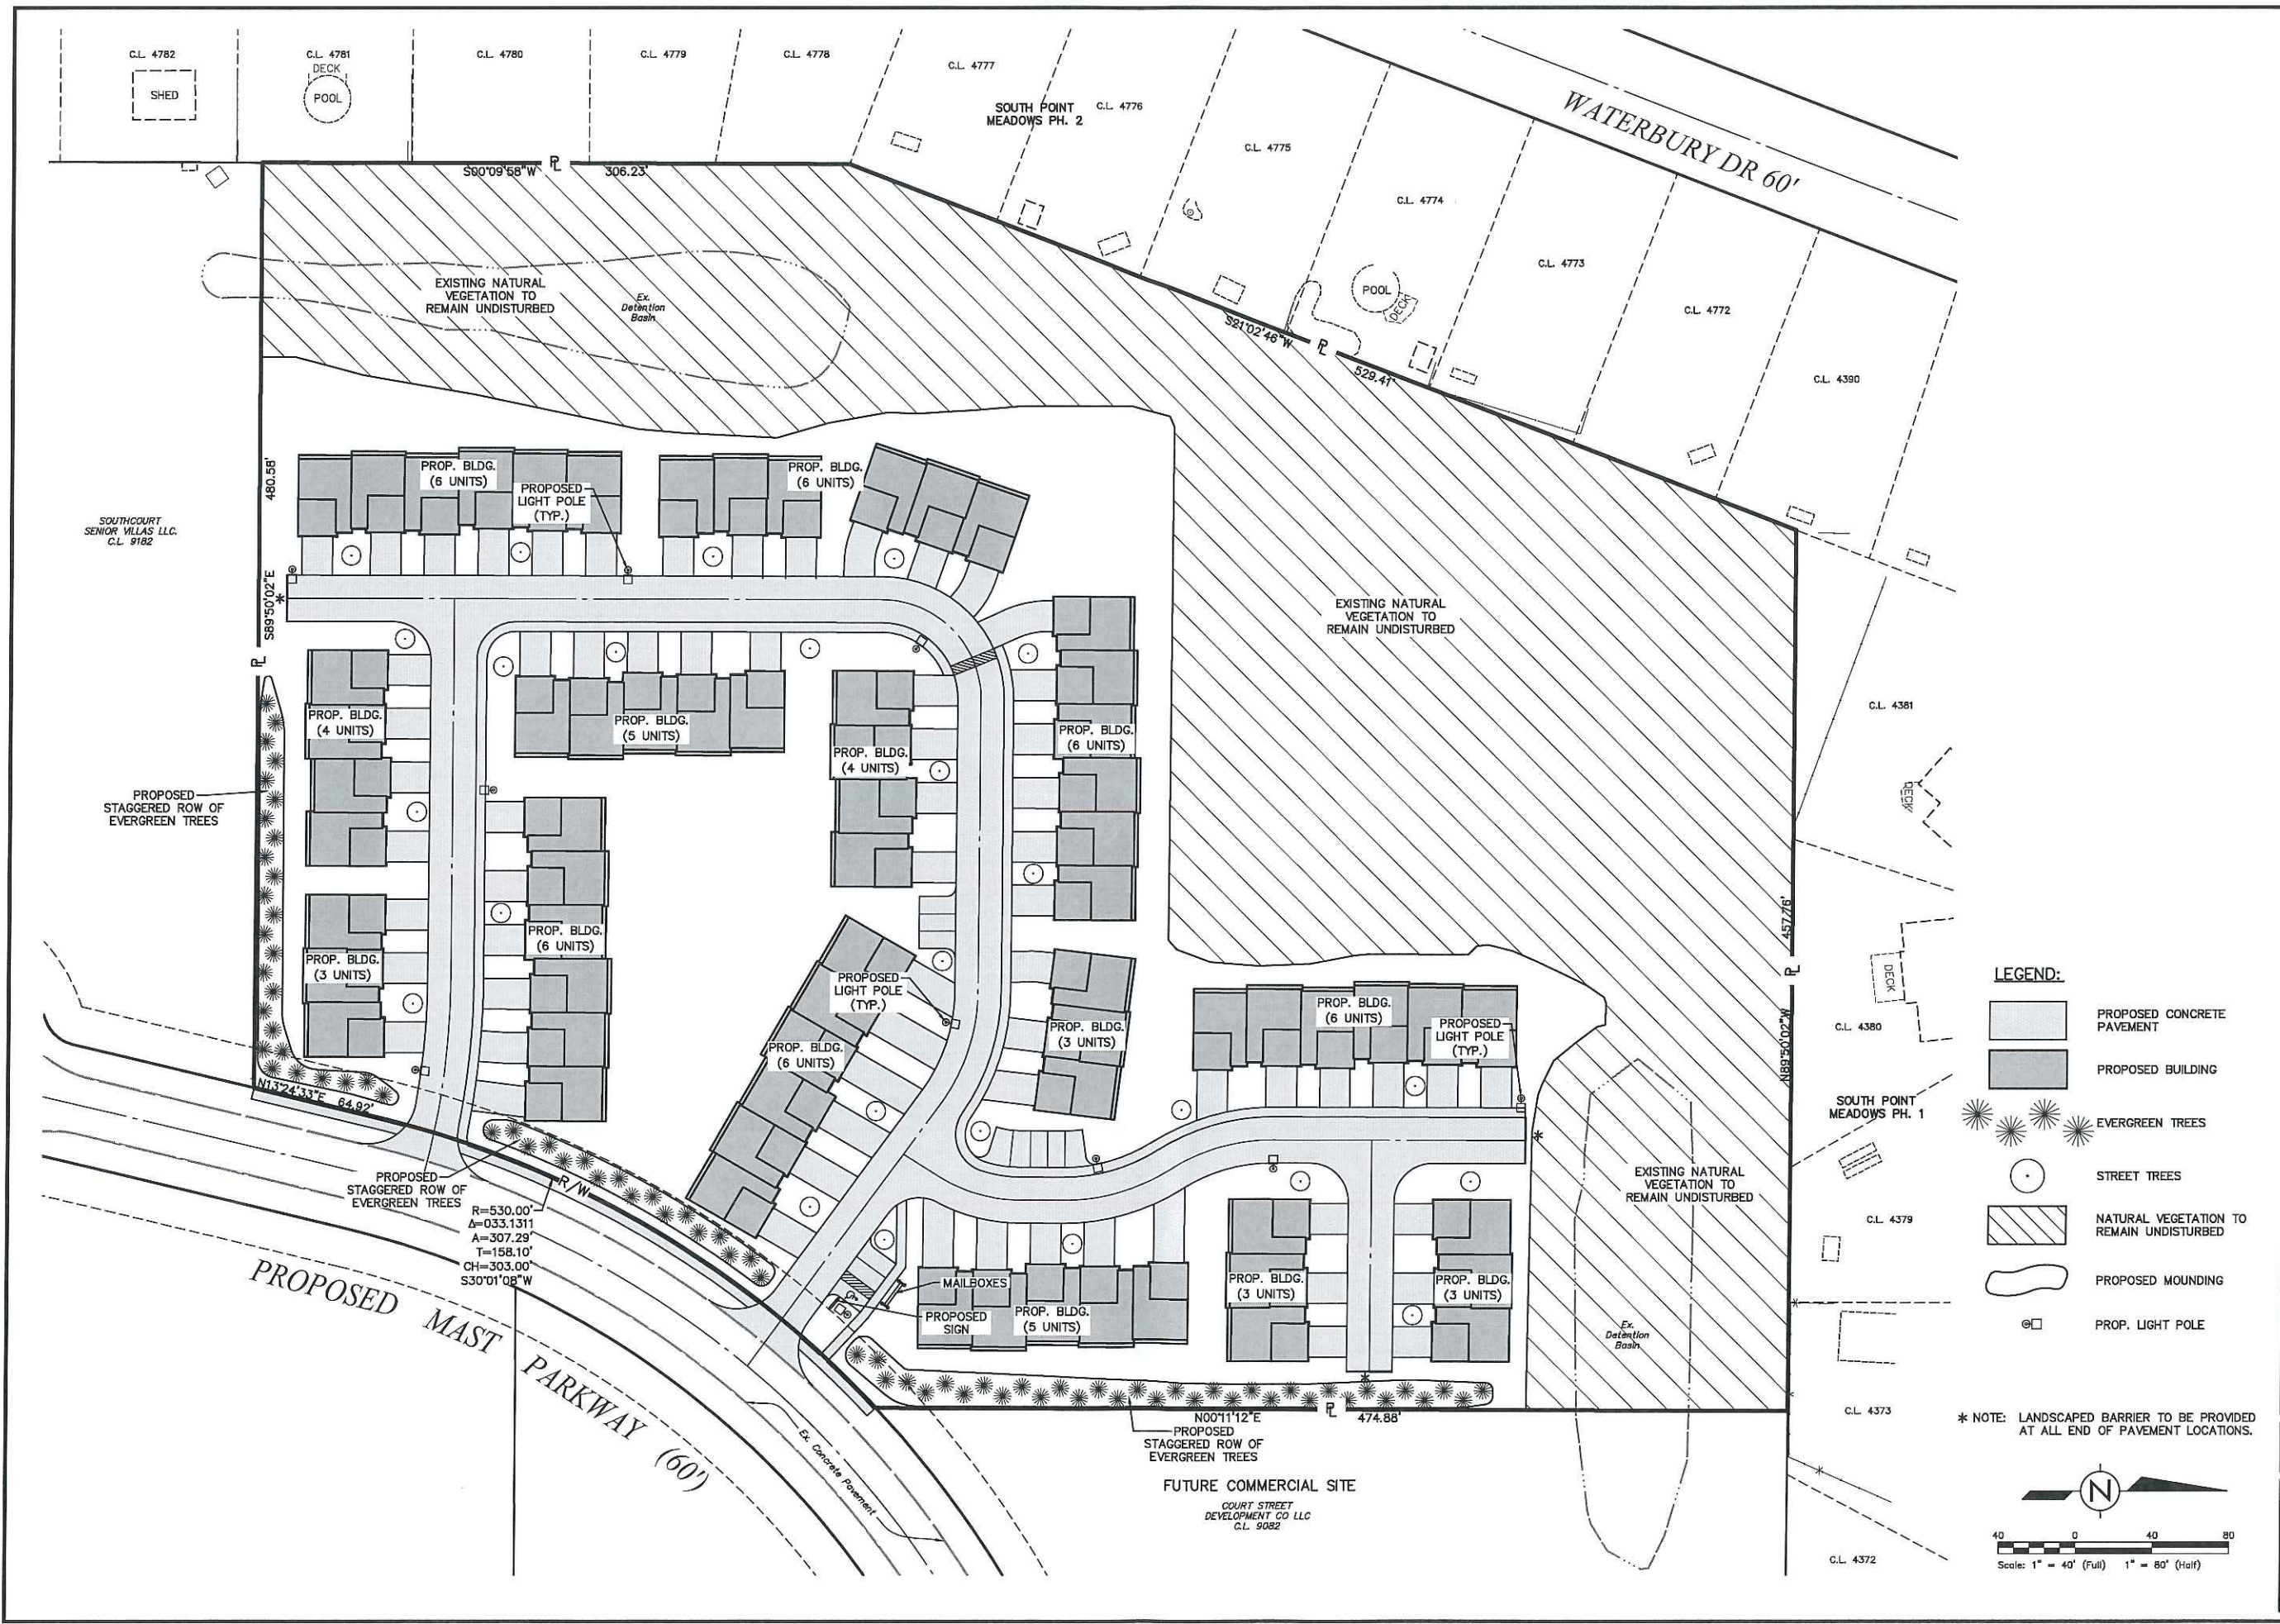 C.L. 4782
SHED
C.L. 4781
DECK
POOL
C.L. 4780
C.L. 4779
C.L. 4778
C.L. 4777
SOUTH POINT
MEADOWS PH. 2
C.L. 4776
C.L. 4775
C.L. 4774
C.L. 4773
C.L. 4772
C.L. 4390
WATERBURY DR 60'
POOL
DECK
S00°09'58"W
PL
306.23'
S21°02'46"W
PL
529.41'
EXISTING NATURAL
VEGETATION TO
REMAIN UNDISTURBED
Ex.
Detention
Basin
480.58'
S89°50'02"E
PL
SOUTHCOURT
SENIOR VILLAS LLC.
C.L. 9182
PROP. BLDG.
(6 UNITS)
PROPOSED
LIGHT POLE
(TYP.)
PROP. BLDG.
(6 UNITS)
EXISTING NATURAL
VEGETATION TO
REMAIN UNDISTURBED
PROP. BLDG.
(4 UNITS)
PROP. BLDG.
(5 UNITS)
PROP. BLDG.
(4 UNITS)
PROP. BLDG.
(6 UNITS)
C.L. 4381
DECK
PROPOSED
STAGGERED ROW OF
EVERGREEN TREES
PROP. BLDG.
(3 UNITS)
PROP. BLDG.
(6 UNITS)
457.76'
PL
N89°50'02"W
DECK
C.L. 4380
PROPOSED
LIGHT POLE
(TYP.)
PROP. BLDG.
(6 UNITS)
PROP. BLDG.
(3 UNITS)
PROP. BLDG.
(6 UNITS)
PROPOSED
LIGHT POLE
(TYP.)
SOUTH POINT
MEADOWS PH. 1
N13°24'33"E 64.92'
PROPOSED
STAGGERED ROW OF
EVERGREEN TREES
R/W
R=530.00'
Δ=033.1311
A=307.29'
T=158.10'
CH=303.00'
S30°01'08"W
EXISTING NATURAL
VEGETATION TO
REMAIN UNDISTURBED
C.L. 4379
PROPOSED MAST PARKWAY (60')
MAILBOXES
PROPOSED
SIGN
PROP. BLDG.
(5 UNITS)
PROP. BLDG.
(3 UNITS)
PROP. BLDG.
(3 UNITS)
Ex.
Detention
Basin
Ex. Concrete Pavement
N00°11'12"E
PL
474.88'
PROPOSED
STAGGERED ROW OF
EVERGREEN TREES
FUTURE COMMERCIAL SITE
COURT STREET
DEVELOPMENT CO LLC
C.L. 9082
C.L. 4373
C.L. 4372
LEGEND:
PROPOSED CONCRETE
PAVEMENT
PROPOSED BUILDING
EVERGREEN TREES
STREET TREES
NATURAL VEGETATION TO
REMAIN UNDISTURBED
PROPOSED MOUNDING
PROP. LIGHT POLE
* NOTE: LANDSCAPED BARRIER TO BE PROVIDED
AT ALL END OF PAVEMENT LOCATIONS.
N
40 0 40 80
Scale: 1" = 40' (Full) 1" = 80' (Half)